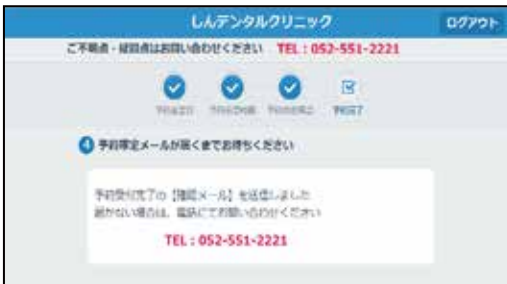 しんデンタルクリニック
ログアウト
ご不明点・疑問点はお問い合わせください TEL:052-551-2221
予約完了
4 予約確定メールが届くまでお待ちください
予約受付完了の【確認メール】を送信しました
届かない場合は、電話にてお問い合わせください
TEL:052-551-2221